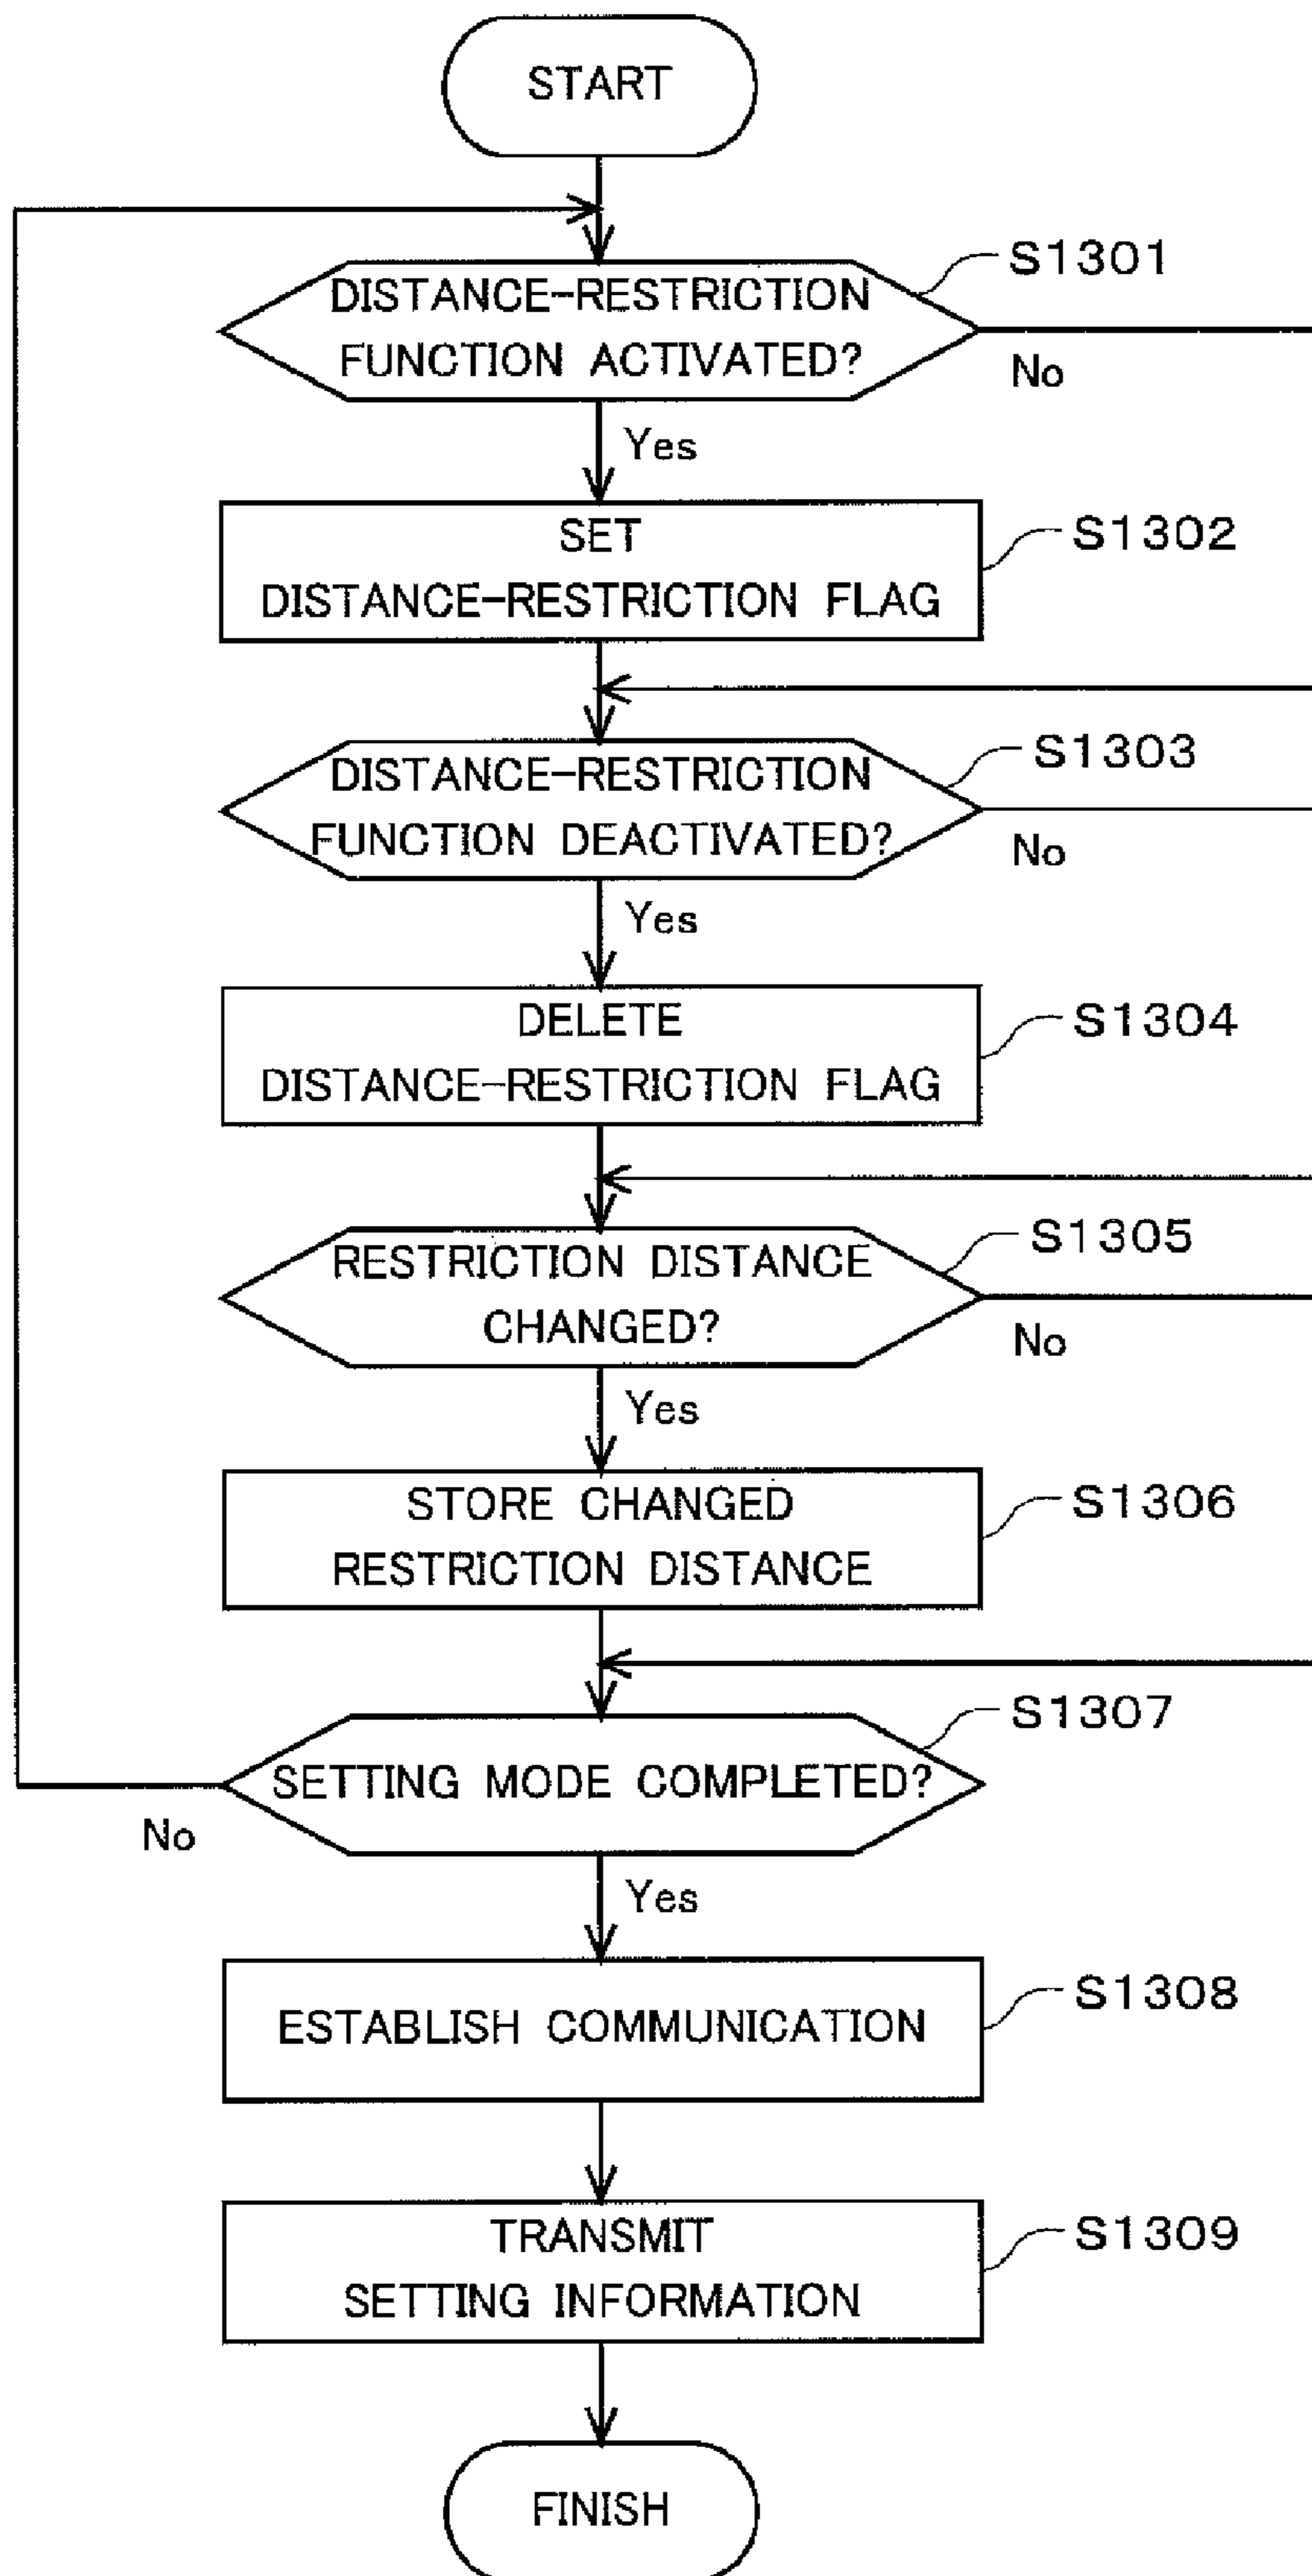 START
S1301
DISTANCE-RESTRICTION
FUNCTION ACTIVATED?
No
Yes
SET
DISTANCE-RESTRICTION FLAG
S1302
S1303
DISTANCE-RESTRICTION
FUNCTION DEACTIVATED?
No
Yes
DELETE
DISTANCE-RESTRICTION FLAG
S1304
S1305
RESTRICTION DISTANCE
CHANGED?
No
Yes
STORE CHANGED
RESTRICTION DISTANCE
S1306
S1307
SETTING MODE COMPLETED?
No
Yes
ESTABLISH COMMUNICATION
S1308
TRANSMIT
SETTING INFORMATION
S1309
FINISH